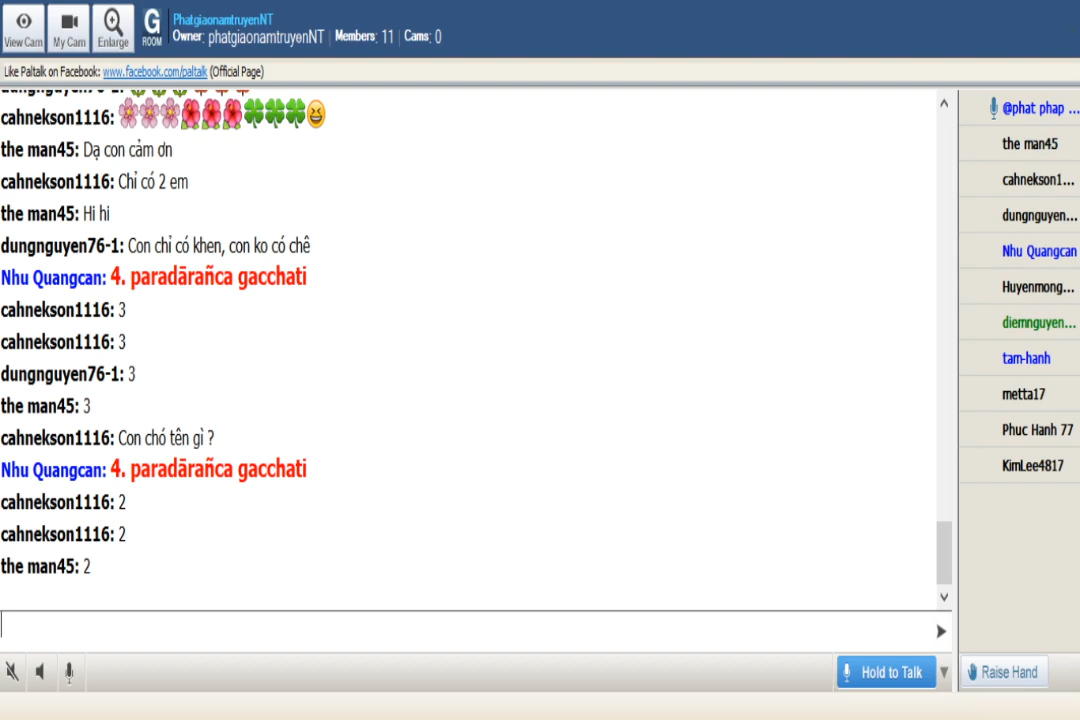 View Cam
My Cam
Enlarge
G
ROOM
PhatgiaonamtruyenNT
Owner: phatgiaonamtruyenNT | Members: 11 | Cams: 0
Like Paltalk on Facebook: www.facebook.com/paltalk (Official Page)
cahnekson1116:
the man45: Dạ con cảm ơn
cahnekson1116: Chỉ có 2 em
the man45: Hi hi
dungnguyen76-1: Con chỉ có khen, con ko có chê
Nhu Quangcan: 4. paradārañca gacchati
cahnekson1116: 3
cahnekson1116: 3
dungnguyen76-1: 3
the man45: 3
cahnekson1116: Con chó tên gì ?
Nhu Quangcan: 4. paradārañca gacchati
cahnekson1116: 2
cahnekson1116: 2
the man45: 2
@phat phap ...
the man45
cahnekson1...
dungnguyen...
Nhu Quangcan
Huyenmong...
diemnguyen...
tam-hanh
metta17
Phuc Hanh 77
KimLee4817
Hold to Talk
Raise Hand